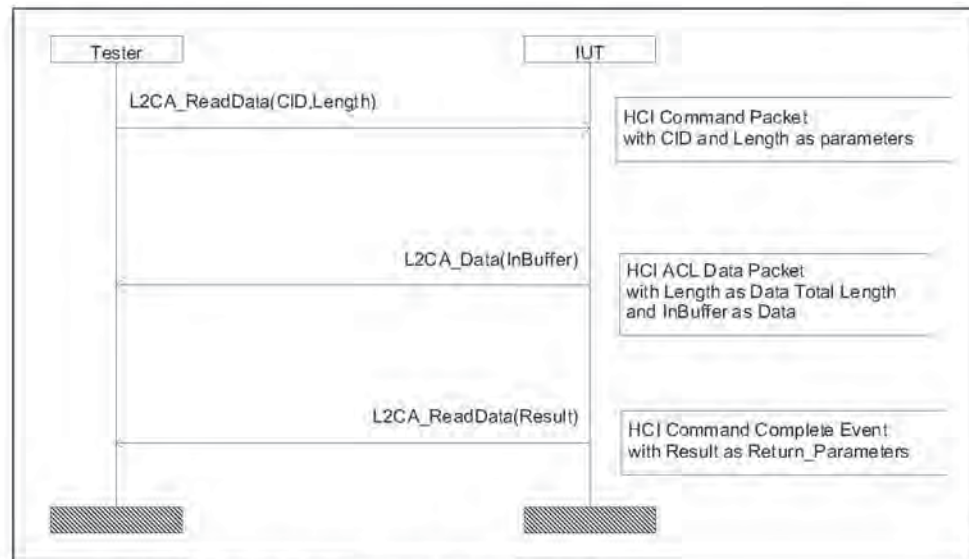 Tester
IUT
L2CA_ReadData(CID,Length)
HCI Command Packet
with CID and Length as parameters
L2CA_Data(InBuffer)
HCI ACL Data Packet
with Length as Data Total Length
and InBuffer as Data
L2CA_ReadData(Result)
HCI Command Complete Event
with Result as Return_Parameters